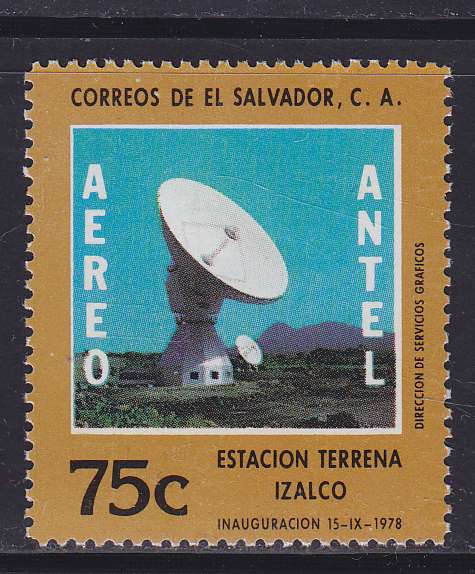 CORREOS DE EL SALVADOR, C. A.
AEREO
ANTEL
DIRECCION DE SERVICIOS GRAFICOS
75c
ESTACION TERRENA
IZALCO
INAUGURACION 15-IX-1978